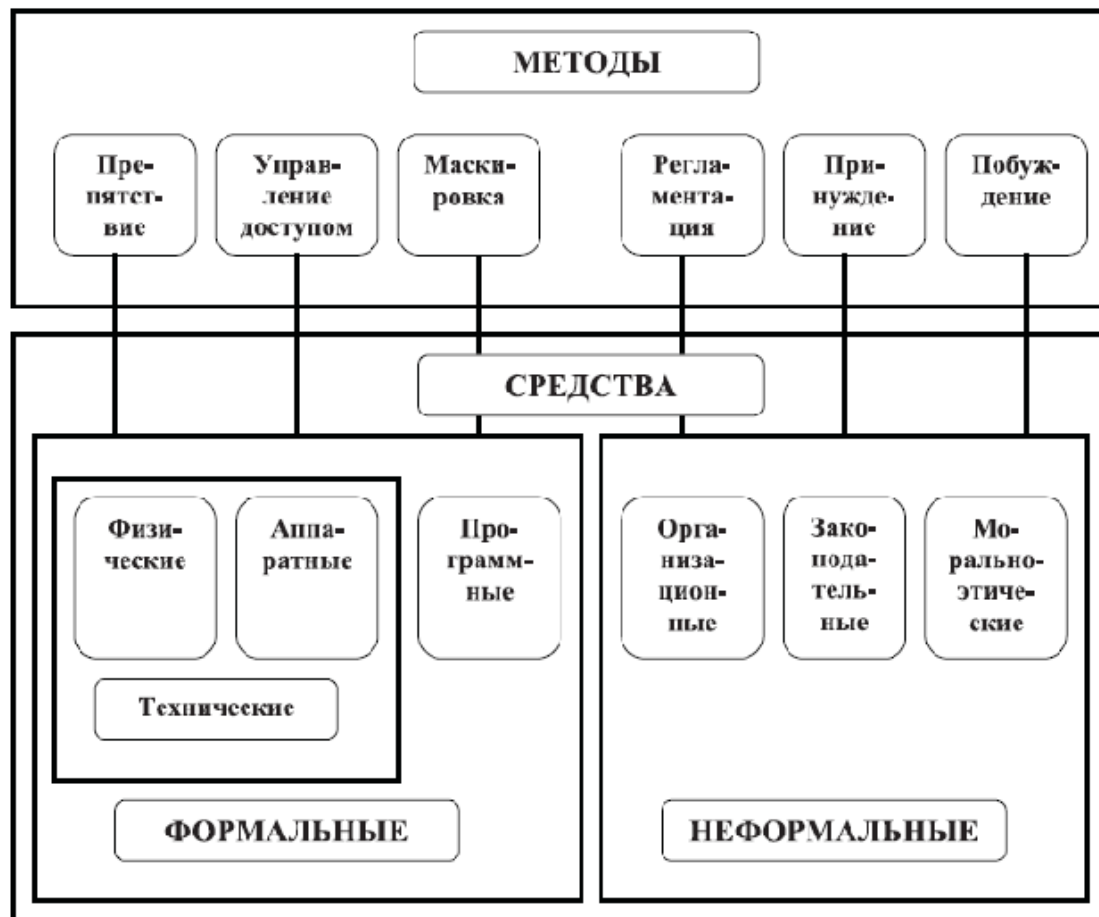 МЕТОДЫ
Пре-
пятст-
вие
Управ-
ление
доступом
Маски-
ровка
Регла-
мента-
ция
При-
нужде-
ние
Побуж-
дение
СРЕДСТВА
Физи-
ческие
Аппа-
ратные
Про-
грамм-
ные
Орга-
низа-
цион-
ные
Зако-
нода-
тель-
ные
Мо-
рально-
этиче-
ские
Технические
ФОРМАЛЬНЫЕ
НЕФОРМАЛЬНЫЕ